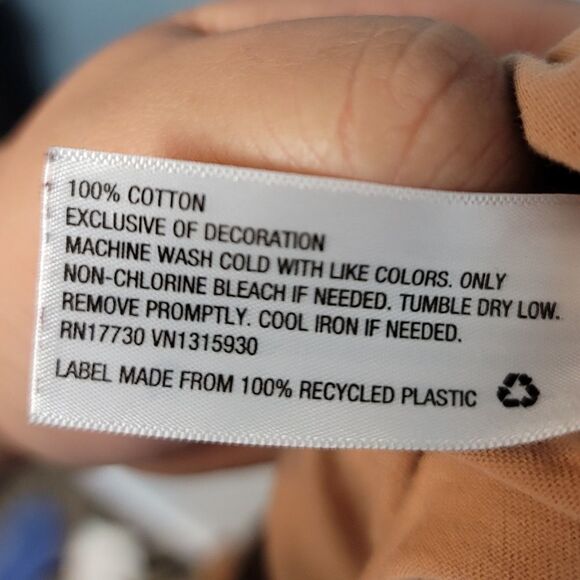 100% COTTON
EXCLUSIVE OF DECORATION
MACHINE WASH COLD WITH LIKE COLORS. ONLY
NON-CHLORINE BLEACH IF NEEDED. TUMBLE DRY LOW.
REMOVE PROMPTLY. COOL IRON IF NEEDED.
RN17730 VN1315930
LABEL MADE FROM 100% RECYCLED PLASTIC